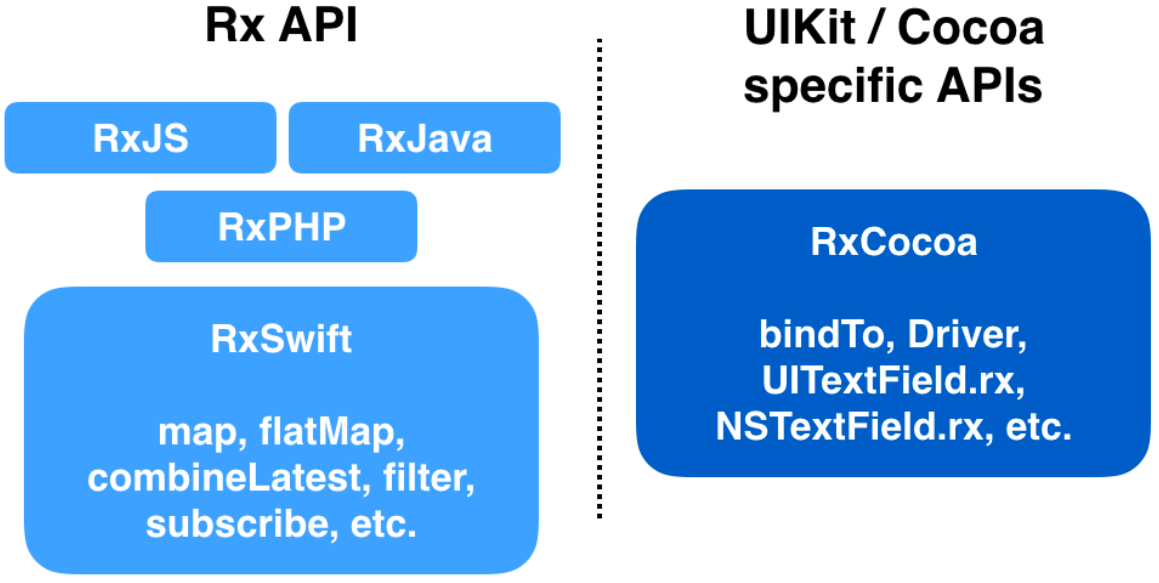 Rx API
RxJS
RxJava
RxPHP
RxSwift
map, flatMap,
combineLatest, filter,
subscribe, etc.
UIKit / Cocoa
specific APIs
RxCocoa
bindTo, Driver,
UITextField.rx,
NSTextField.rx, etc.